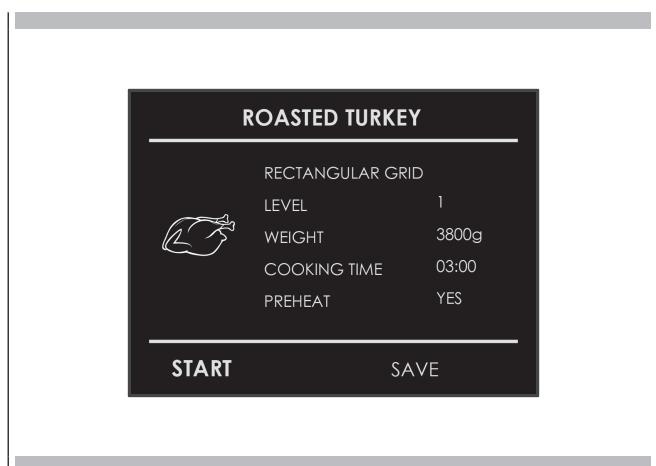 ROASTED TURKEY
RECTANGULAR GRID
LEVEL 1
WEIGHT 3800g
COOKING TIME 03:00
PREHEAT YES
START SAVE